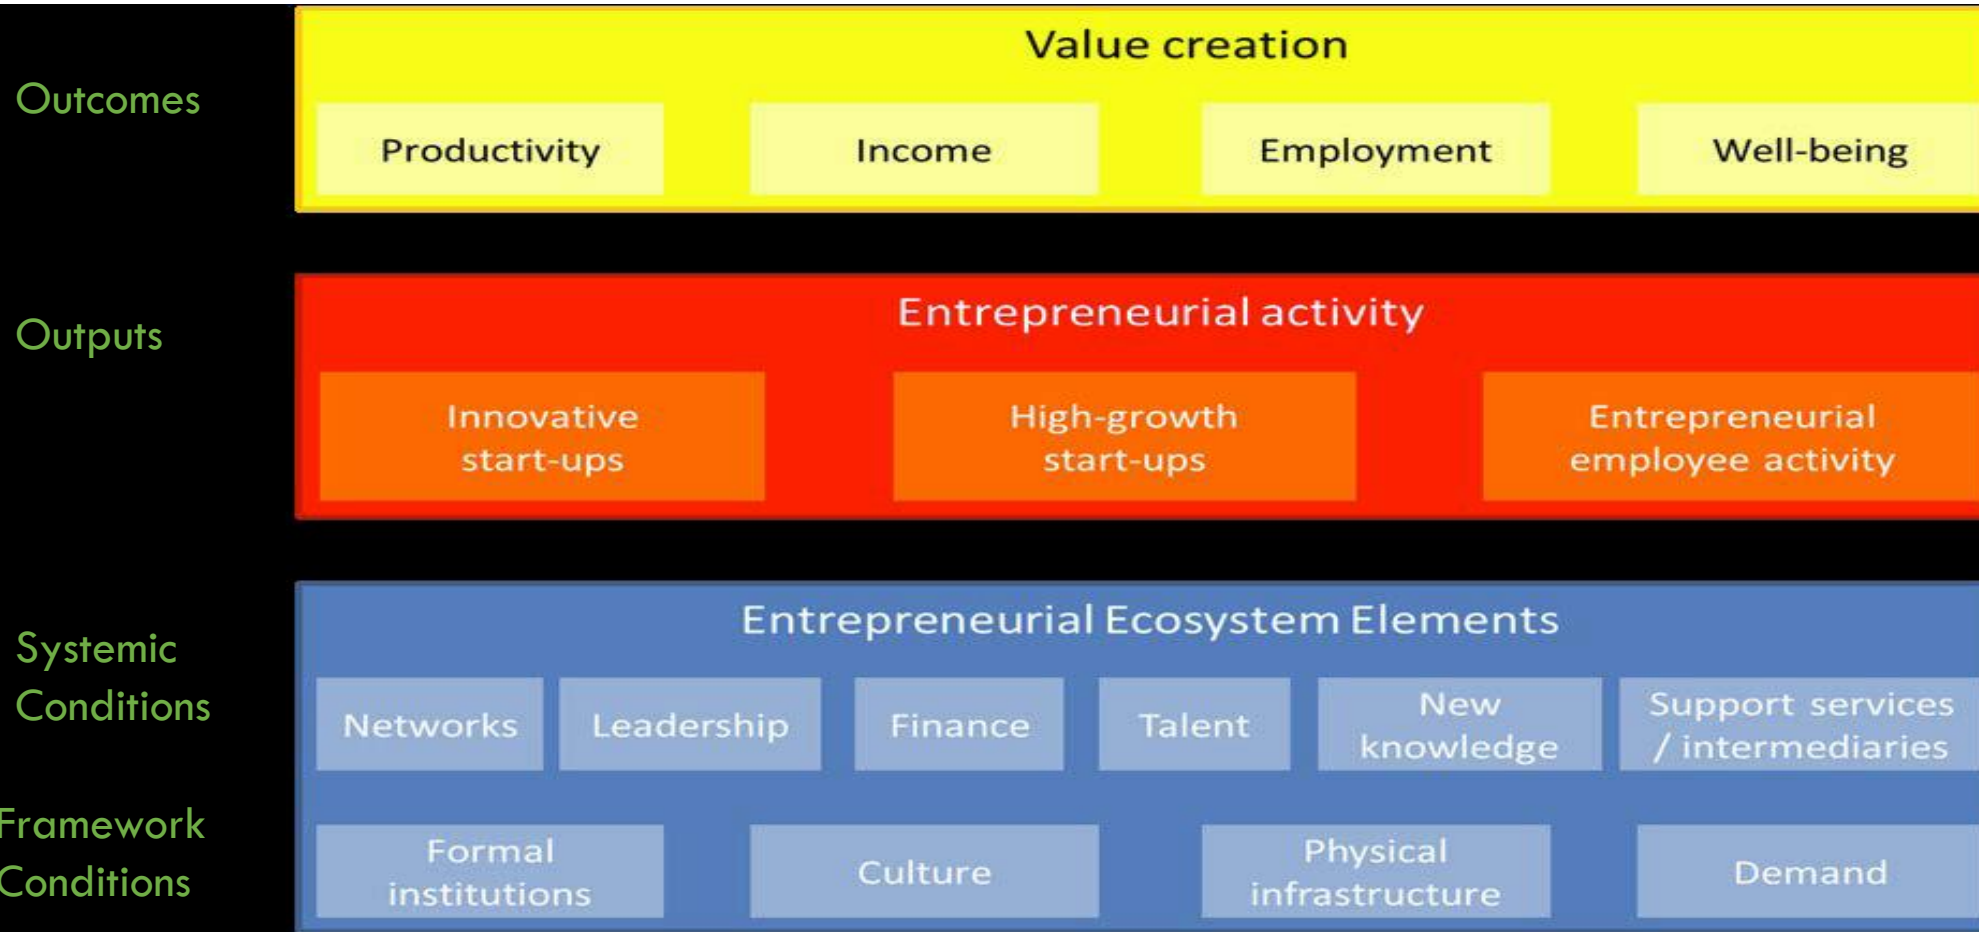 Outcomes
Value creation
Productivity
Income
Employment
Well-being
Outputs
Entrepreneurial activity
Innovative
start-ups
High-growth
start-ups
Entrepreneurial
employee activity
Systemic
Conditions
Entrepreneurial Ecosystem Elements
Networks
Leadership
Finance
Talent
New
knowledge
Support services
/ intermediaries
Framework
Conditions
Formal
institutions
Culture
Physical
infrastructure
Demand